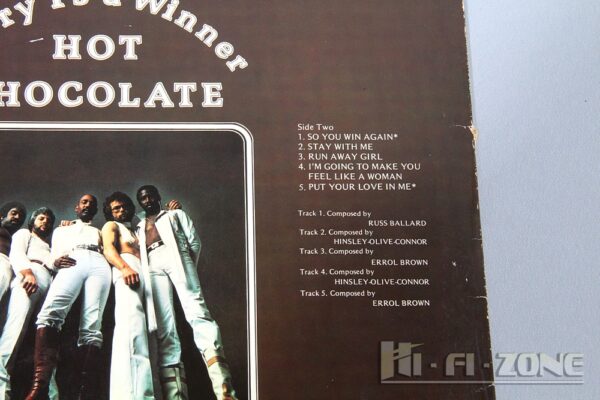 ry is a Winner
HOT
HOCOLATE
Side Two
1. SO YOU WIN AGAIN*
2. STAY WITH ME
3. RUN AWAY GIRL
4. I'M GOING TO MAKE YOU
FEEL LIKE A WOMAN
5. PUT YOUR LOVE IN ME*
Track 1. Composed by
RUSS BALLARD
Track 2. Composed by
HINSLEY-OLIVE-CONNOR
Track 3. Composed by
ERROL BROWN
Track 4. Composed by
HINSLEY-OLIVE-CONNOR
Track 5. Composed by
ERROL BROWN
HI-FI-ZONE